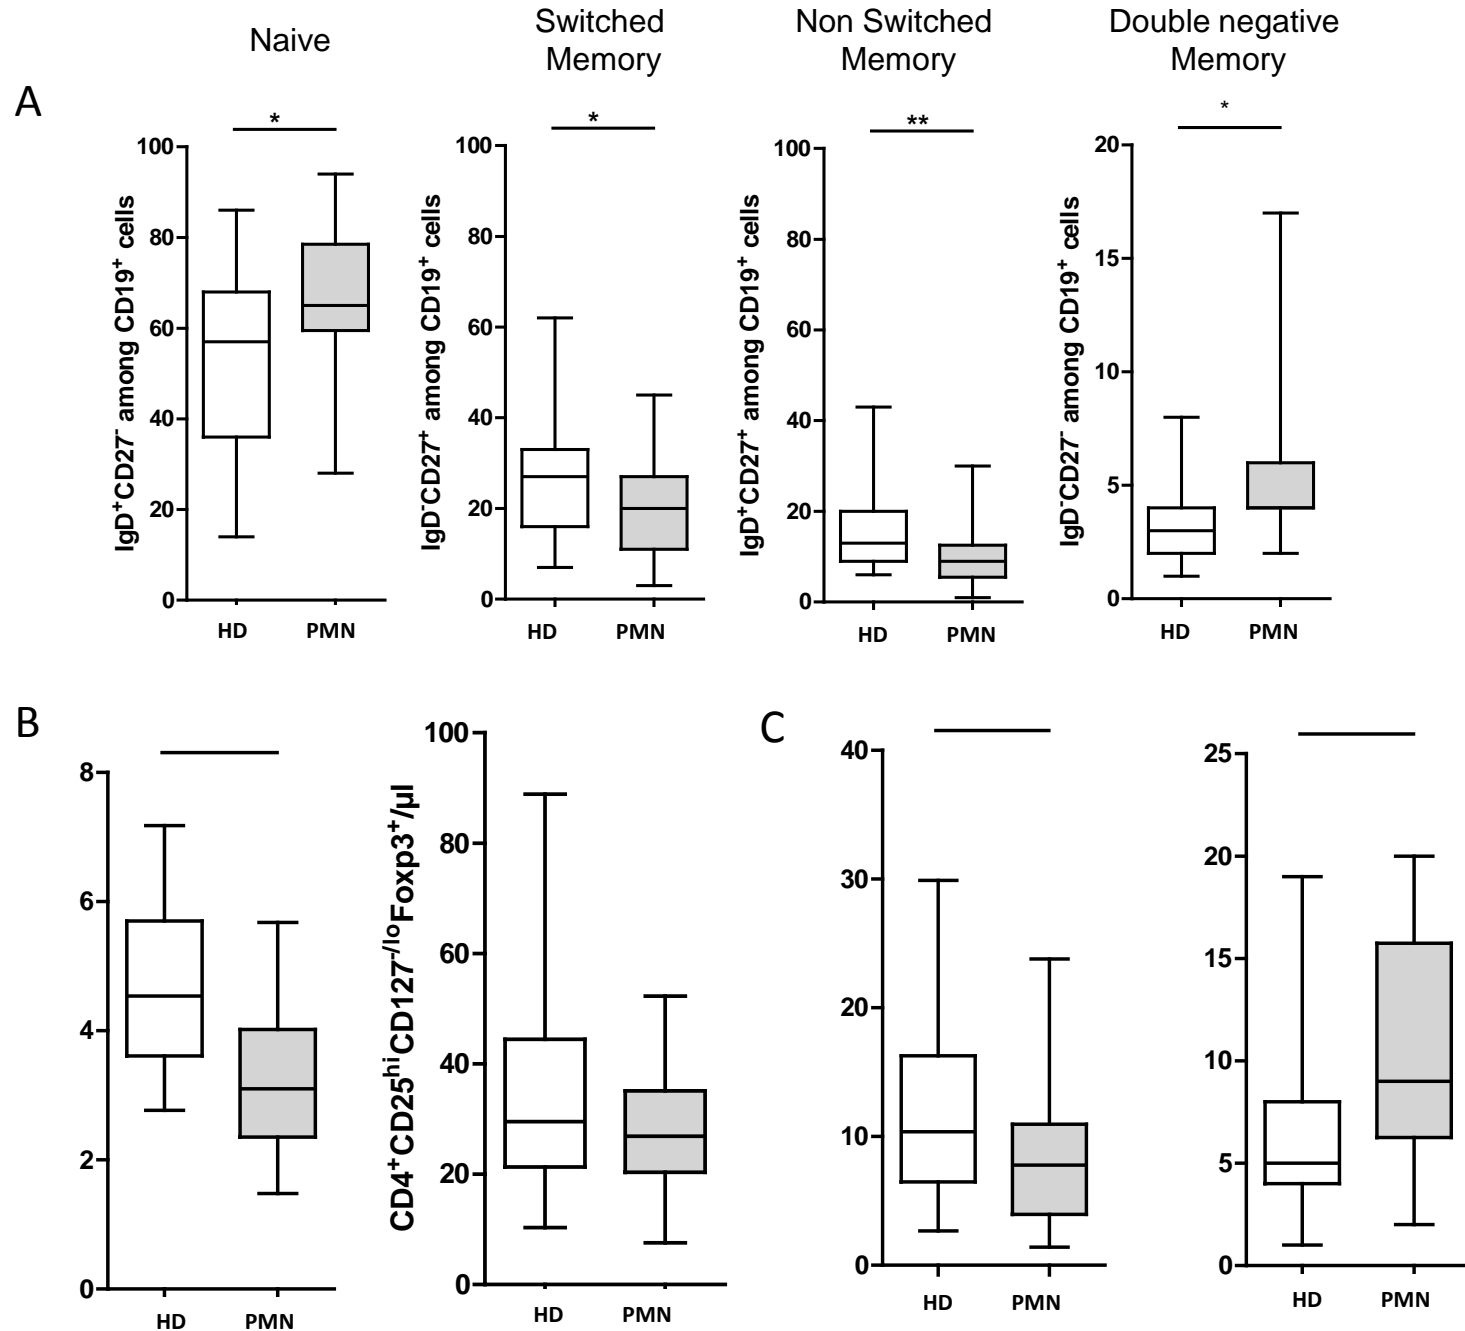 Naive
Switched
Memory
Non Switched
Memory
Double negative
Memory
A
*
*
**
*
100
80
60
40
20
0
IgD+CD27- among CD19+ cells
HD
PMN
100
80
60
40
20
0
IgD-CD27+ among CD19+ cells
HD
PMN
100
80
60
40
20
0
IgD+CD27+ among CD19+ cells
HD
PMN
20
15
10
5
0
IgD-CD27- among CD19+ cells
HD
PMN
B
8
6
4
2
0
HD
PMN
100
80
60
40
20
0
CD4+CD25hiCD127-/loFoxp3+/µl
HD
PMN
C
40
30
20
10
0
HD
PMN
25
20
15
10
5
0
HD
PMN